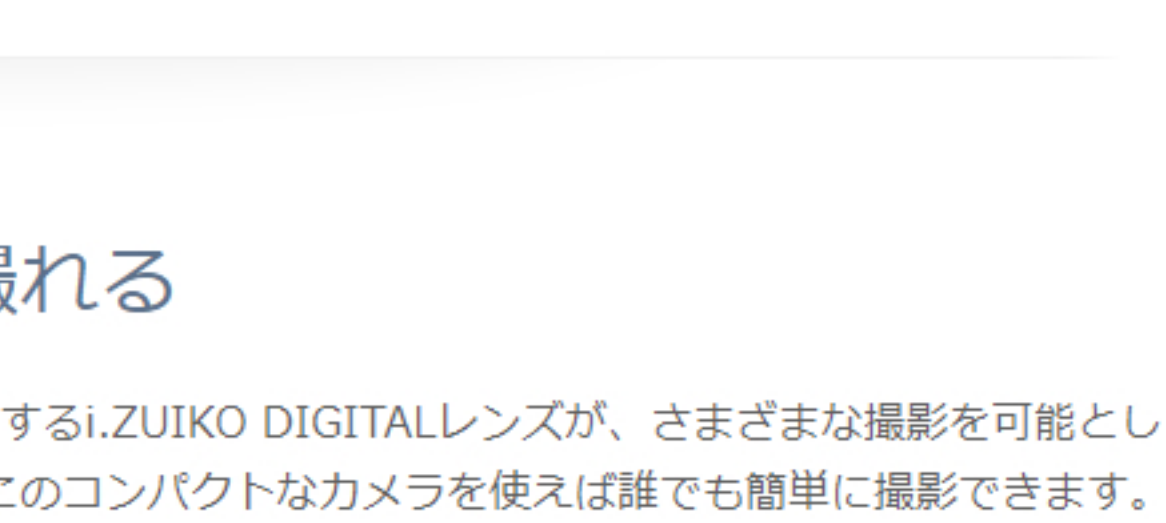 撮れる
するi.ZUIKO DIGITALレンズが、さまざまな撮影を可能とし
このコンパクトなカメラを使えば誰でも簡単に撮影できます。